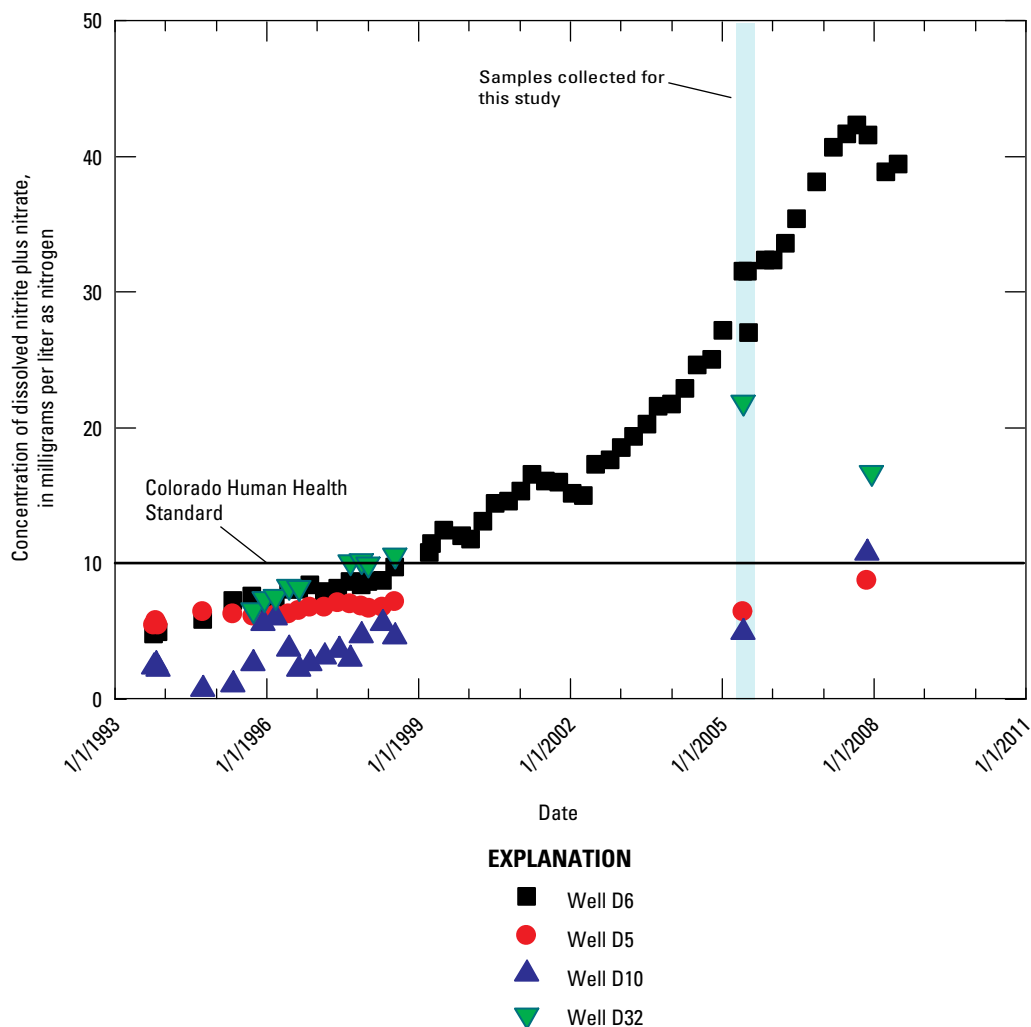 Concentration of dissolved nitrite plus nitrate,
in milligrams per liter as nitrogen
50
40
30
20
10
0
Samples collected for
this study
Colorado Human Health
Standard
1/1/1993
1/1/1996
1/1/1999
1/1/2002
1/1/2005
1/1/2008
1/1/2011
Date
EXPLANATION
Well D6
Well D5
Well D10
Well D32